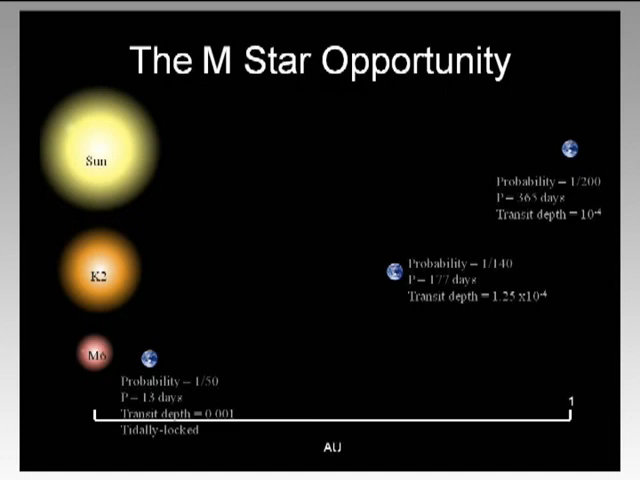 The M Star Opportunity
Sun
Probability – 1/200
P – 365 days
Transit depth = 10⁻⁴
K2
Probability – 1/140
P – 177 days
Transit depth = 1.25 x10⁻⁴
M6
Probability – 1/50
P – 13 days
Transit depth = 0.001
Tidally-locked
1
AU